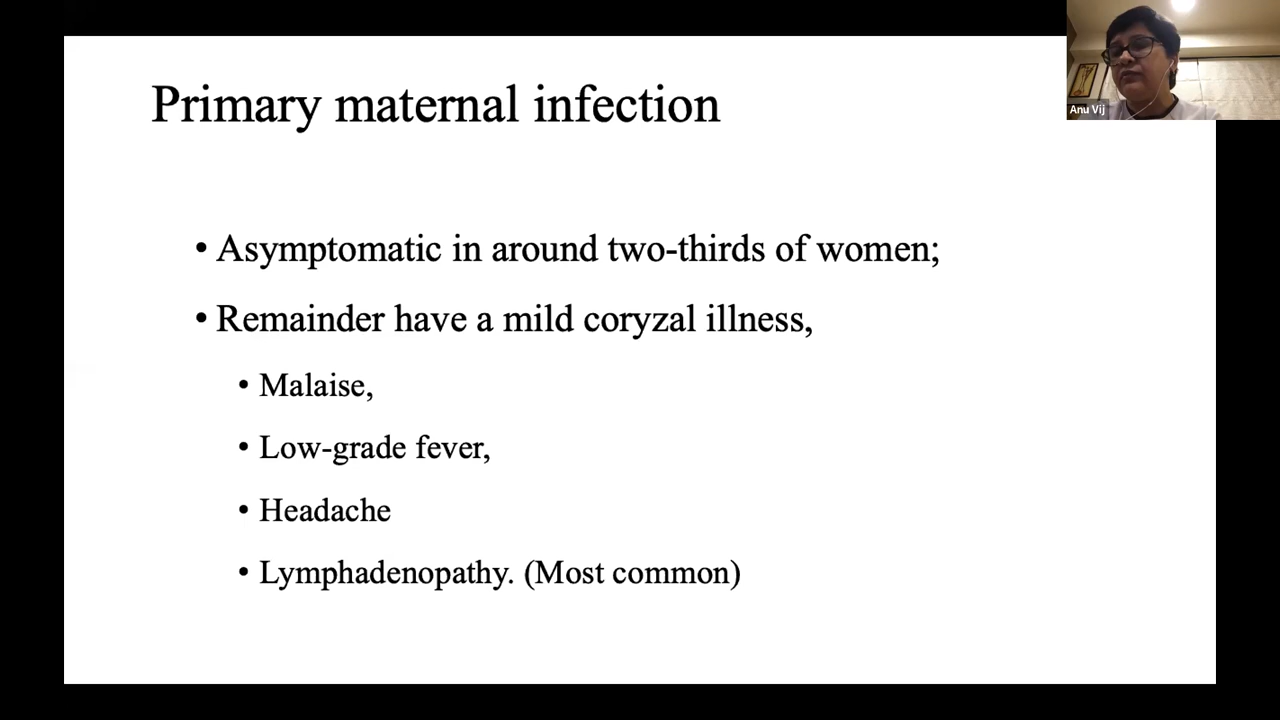 Primary maternal infection
Anu Vij
• Asymptomatic in around two-thirds of women;
• Remainder have a mild coryzal illness,
• Malaise,
• Low-grade fever,
• Headache
• Lymphadenopathy. (Most common)